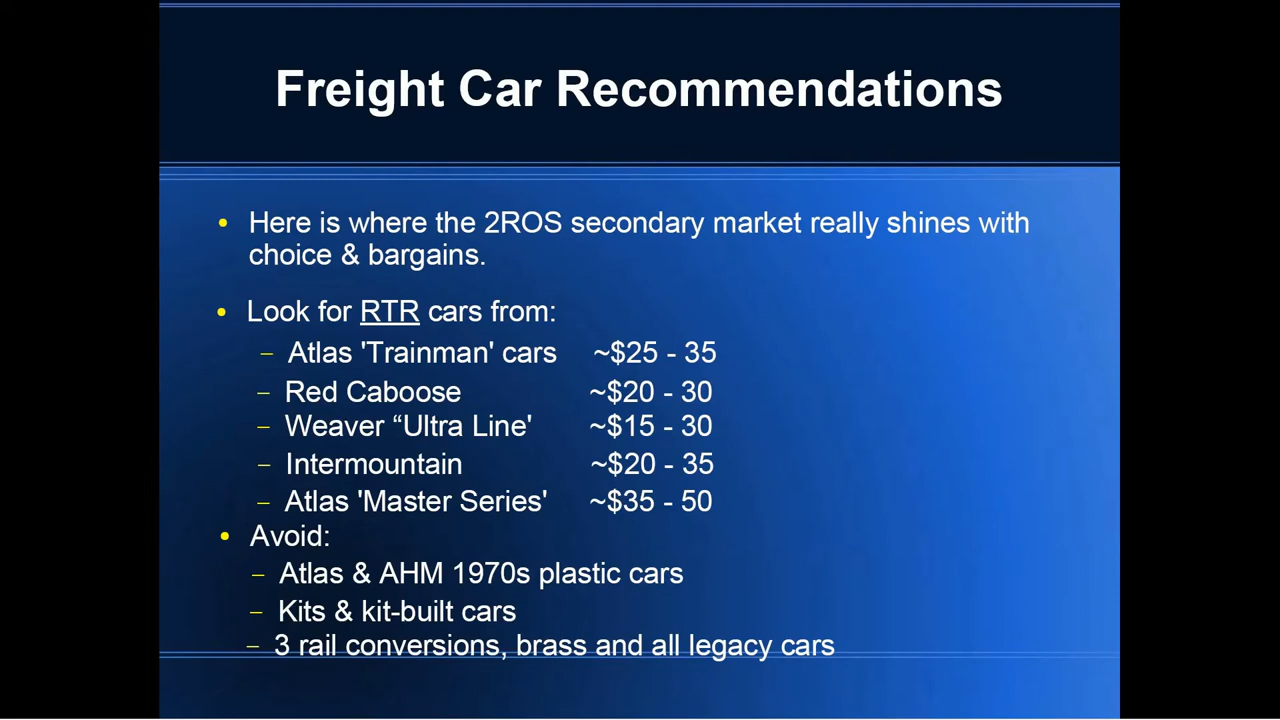 Freight Car Recommendations
• Here is where the 2ROS secondary market really shines with
choice & bargains.
• Look for RTR cars from:
– Atlas 'Trainman' cars ~$25 - 35
– Red Caboose ~$20 - 30
– Weaver “Ultra Line' ~$15 - 30
– Intermountain ~$20 - 35
– Atlas 'Master Series' ~$35 - 50
• Avoid:
– Atlas & AHM 1970s plastic cars
– Kits & kit-built cars
– 3 rail conversions, brass and all legacy cars